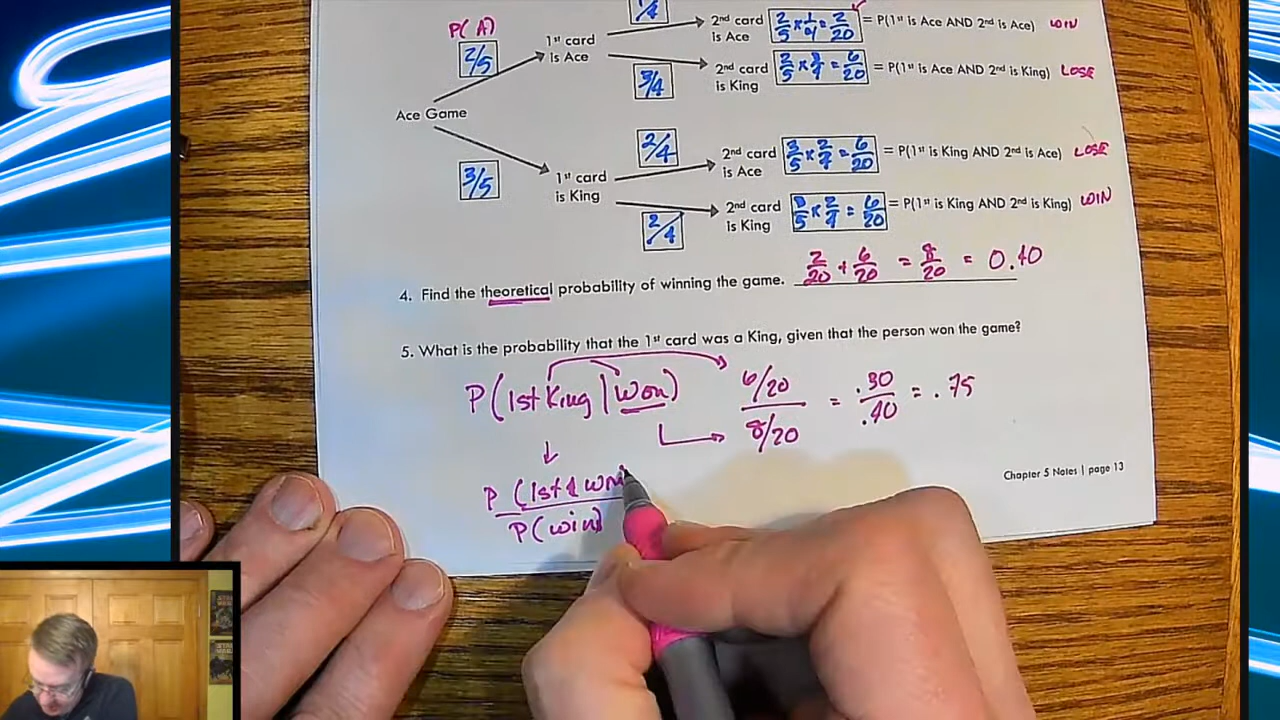 1/4
P(A)
2nd card is Ace
2/5 x 1/4 = 2/20
= P(1st is Ace AND 2nd is Ace) WIN
2/5
1st card is Ace
3/4
2nd card is King
2/5 x 3/4 = 6/20
= P(1st is Ace AND 2nd is King) LOSE
Ace Game
2/4
2nd card is Ace
3/5 x 2/4 = 6/20
= P(1st is King AND 2nd is Ace) LOSE
3/5
1st card is King
2/4
2nd card is King
3/5 x 2/4 = 6/20
= P(1st is King AND 2nd is King) WIN
4. Find the theoretical probability of winning the game. 2/20 + 6/20 = 8/20 = 0.40
5. What is the probability that the 1st card was a King, given that the person won the game?
P(1st King | Won) 6/20 / 8/20 = .30/.40 = .75
P(1st & won
P(win)
Chapter 5 Notes | page 13